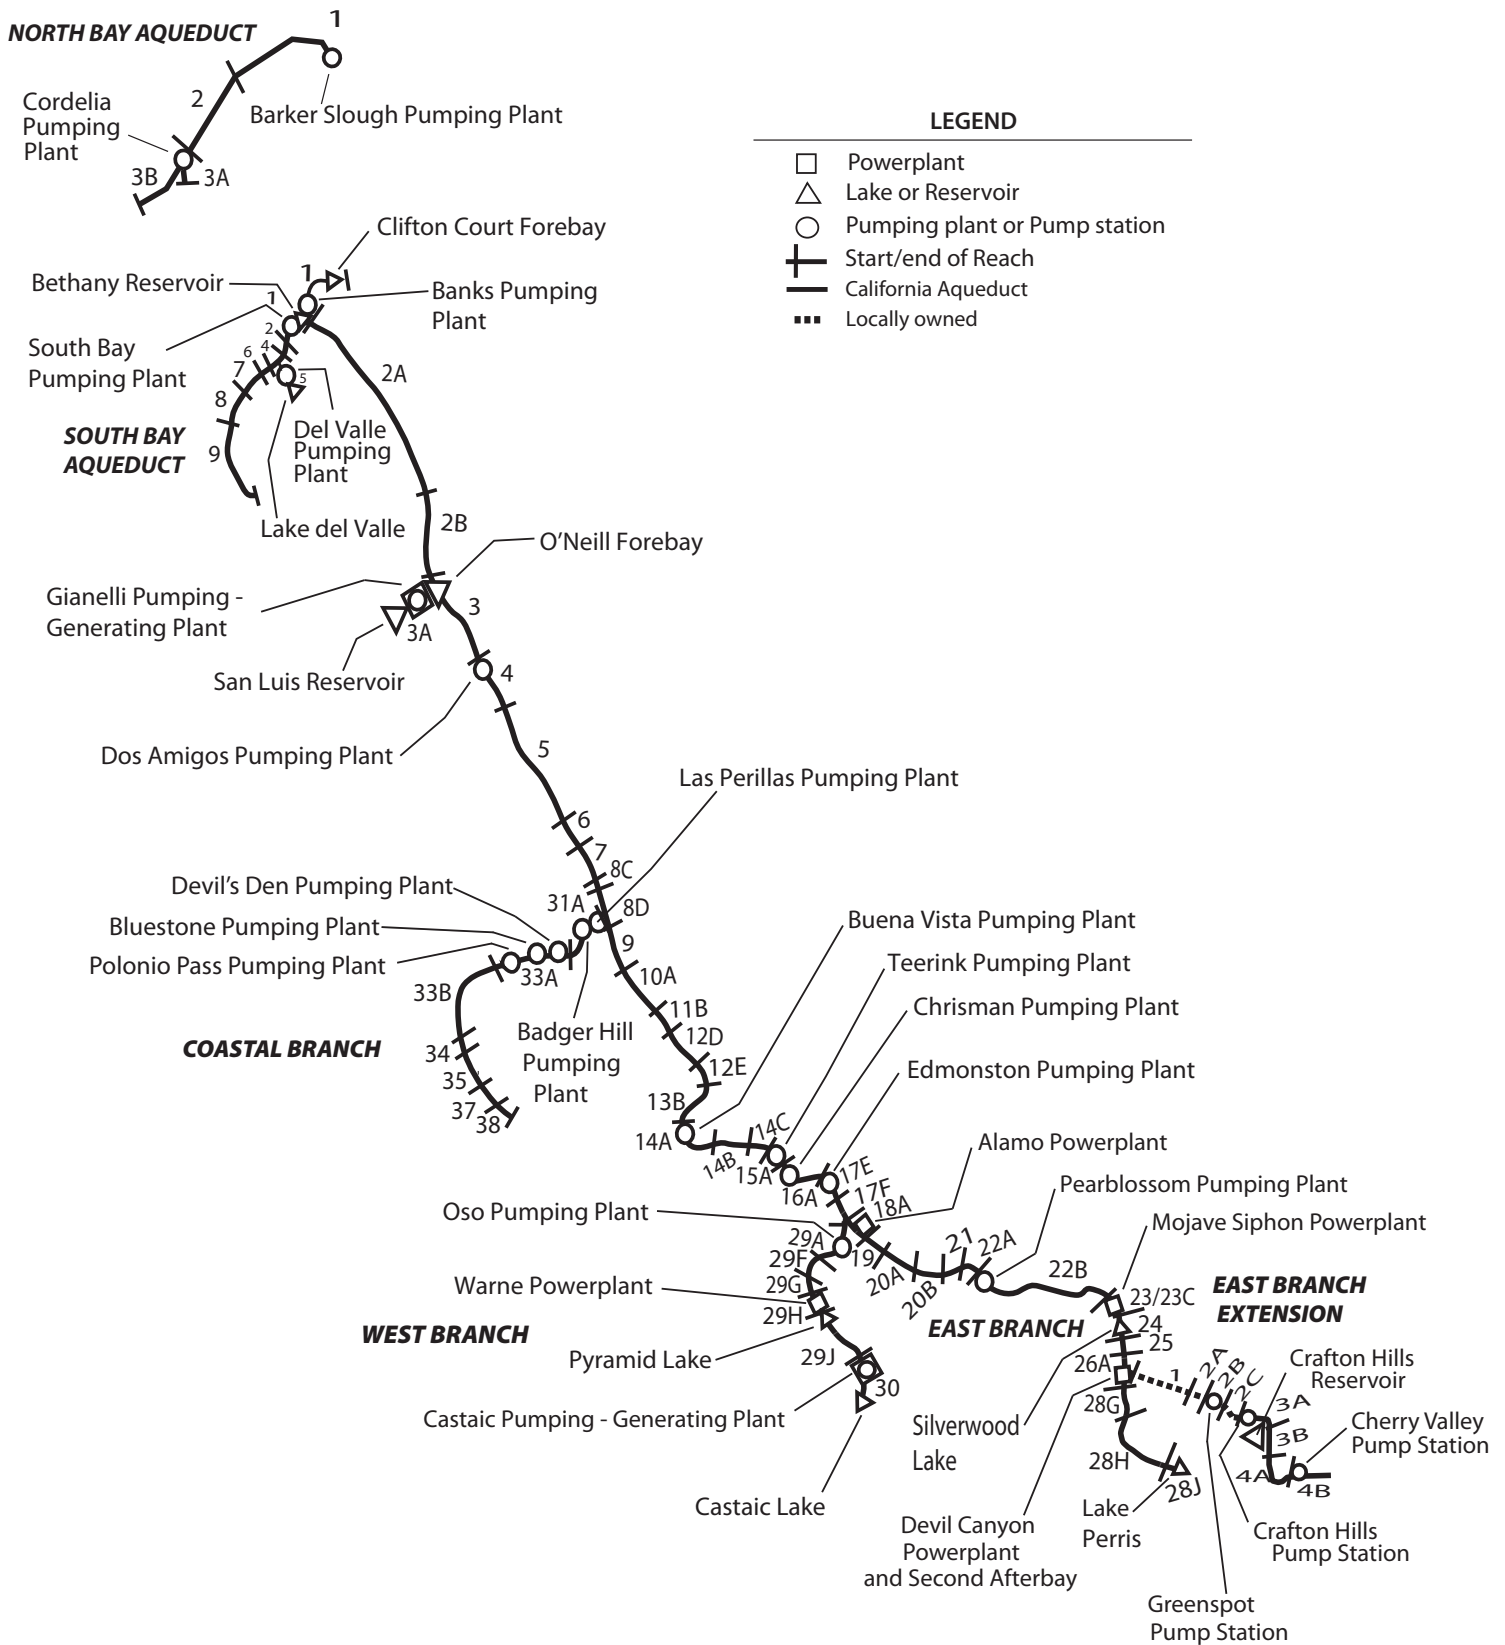 NORTH BAY AQUEDUCT
1
2
Cordelia
Pumping
Plant
Barker Slough Pumping Plant
3B
3A
LEGEND
Powerplant
Lake or Reservoir
Pumping plant or Pump station
Start/end of Reach
California Aqueduct
Locally owned
Clifton Court Forebay
1
Bethany Reservoir
Banks Pumping
Plant
1
2
South Bay
Pumping Plant
4
6
7
5
2A
8
Del Valle
Pumping
Plant
SOUTH BAY
AQUEDUCT
9
Lake del Valle
2B
O'Neill Forebay
Gianelli Pumping -
Generating Plant
3
3A
San Luis Reservoir
4
Dos Amigos Pumping Plant
5
Las Perillas Pumping Plant
6
7
8C
Devil's Den Pumping Plant
31A
8D
Bluestone Pumping Plant
Polonio Pass Pumping Plant
9
33A
10A
33B
Buena Vista Pumping Plant
Teerink Pumping Plant
Chrisman Pumping Plant
11B
Badger Hill
Pumping
Plant
COASTAL BRANCH
12D
34
12E
Edmonston Pumping Plant
35
37
38
13B
14A
14B
14C
15A
16A
17E
17F
18A
Alamo Powerplant
Pearblossom Pumping Plant
Mojave Siphon Powerplant
Oso Pumping Plant
29A
29F
19
20A
20B
21
22A
22B
Warne Powerplant
29G
29H
23/23C
EAST BRANCH
EXTENSION
WEST BRANCH
EAST BRANCH
24
25
Pyramid Lake
29J
26A
1
2A
2B
2C
Crafton Hills
Reservoir
30
28G
3A
3B
Castaic Pumping - Generating Plant
Silverwood
Lake
Cherry Valley
Pump Station
28H
28J
4A
4B
Castaic Lake
Lake
Perris
Devil Canyon
Powerplant
and Second Afterbay
Crafton Hills
Pump Station
Greenspot
Pump Station